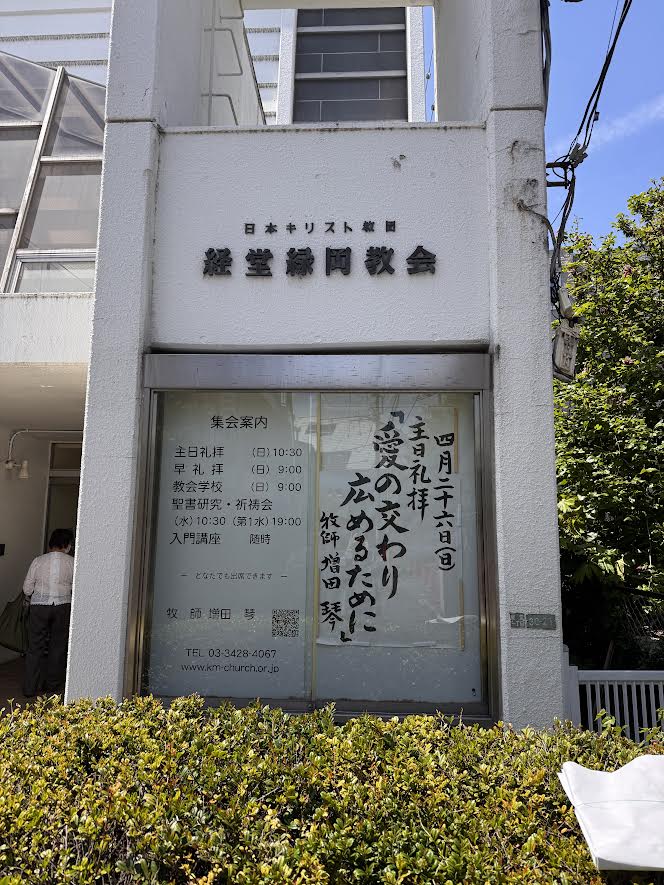 日本キリスト教団
経堂緑岡教会
集会案内
主日礼拝 (日)10:30
早礼拝 (日) 9:00
教会学校 (日) 9:00
聖書研究・祈祷会
(水)10:30 (第1水)19:00
入門講座 随時
― どなたでも出席できます ―
牧 師 増田 琴
TEL 03-3428-4067
www.km-church.or.jp
四月二十六日(日)
主日礼拝
「愛の交わり
広めるために」
牧師 増田 琴